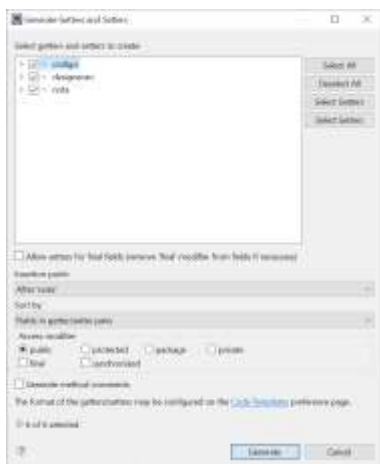 Generate Getters and Setters
Select getters and setters to create:
codigo
descripcion
nota
Select All
Deselect All
Select Getters
Select Setters
Allow setters for final fields (remove 'final' modifier from fields if necessary)
Insertion point:
After 'nota'
Sort by:
Fields in getter/setter pairs
Access modifier
public protected package private
final synchronized
Generate method comments
The format of the getters/setters may be configured on the Code Templates preference page.
6 of 6 selected.
Generate Cancel